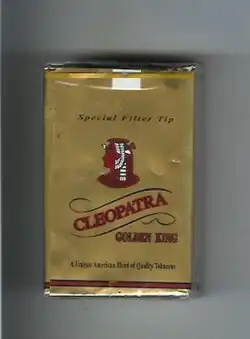 Special Filter Tip
CLEOPATRA
GOLDEN KING
A Unique American Blend of Quality Tobaccos